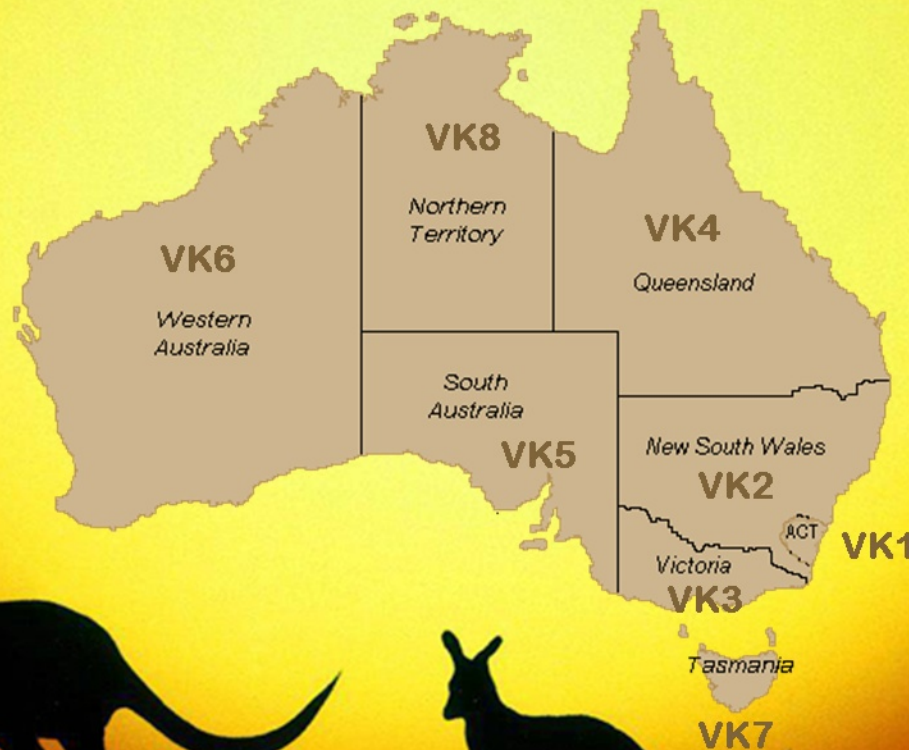 VK8
Northern
Territory
VK4
Queensland
VK6
Western
Australia
South
Australia
VK5
New South Wales
VK2
ACT
VK1
Victoria
VK3
Tasmania
VK7